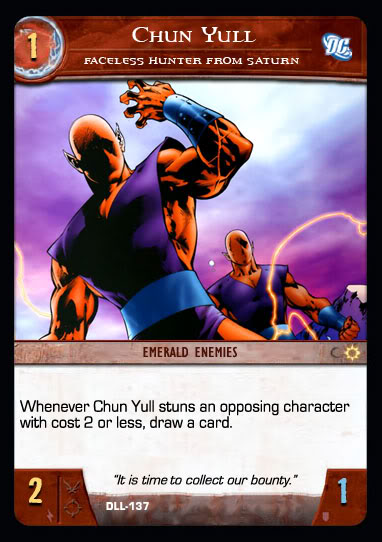 1
CHUN YULL
DC
FACELESS HUNTER FROM SATURN
EMERALD ENEMIES
Whenever Chun Yull stuns an opposing character
with cost 2 or less, draw a card.
"It is time to collect our bounty."
2
DLL-137
1